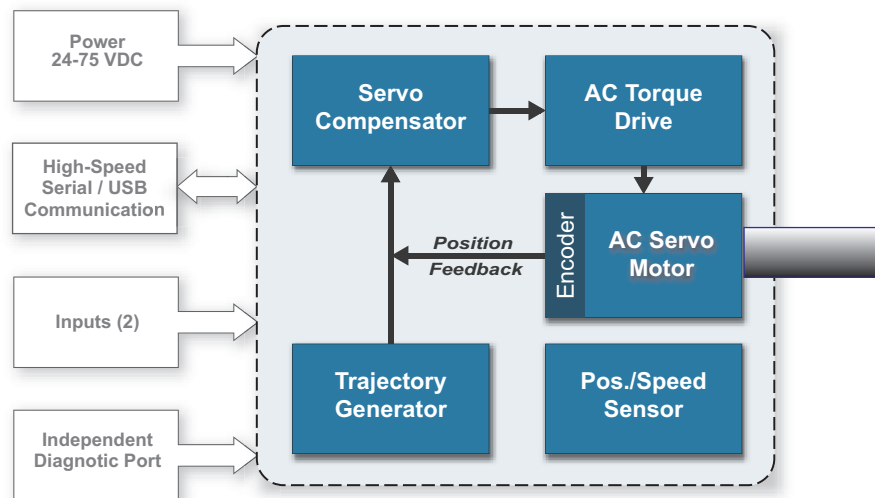 Power
24-75 VDC
High-Speed
Serial / USB
Communication
Inputs (2)
Independent
Diagnotic Port
Servo
Compensator
AC Torque
Drive
Position
Feedback
Encoder
AC Servo
Motor
Trajectory
Generator
Pos./Speed
Sensor